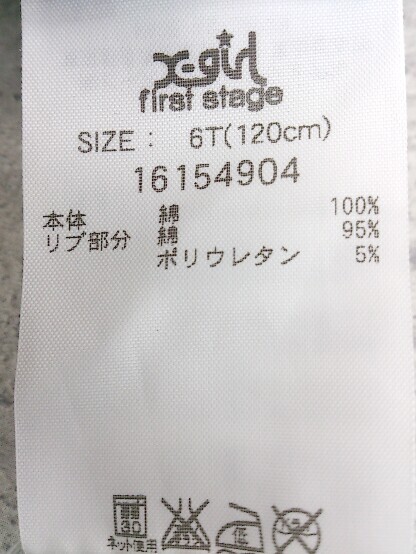 x-girl
first stage
SIZE : 6T(120cm)
16154904
本体 綿 100%
リブ部分 綿 95%
ポリウレタン 5%
30 低
ネット使用